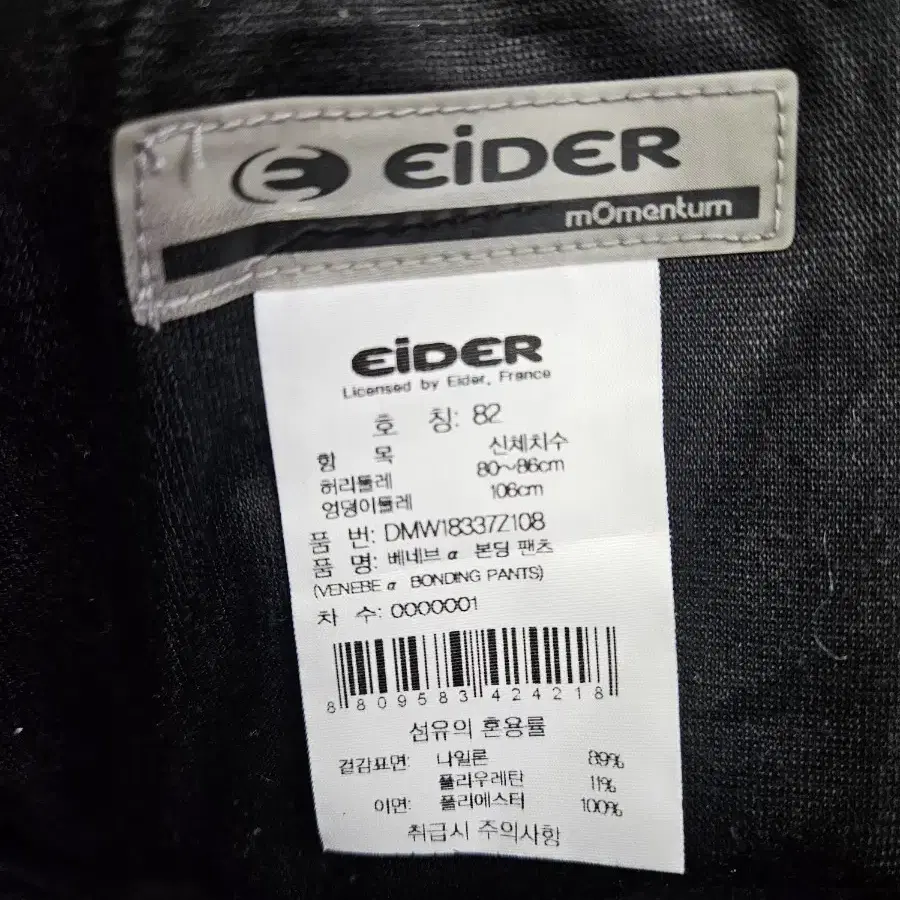 EiDER
mOmentum
EiDER
Licensed by Eider, France
호 칭: 82
항 목 신체치수
허리둘레 80~86cm
엉덩이둘레 106cm
품 번: DMW18337Z108
품 명: 베네브 α 본딩 팬츠
(VENEBE α BONDING PANTS)
차 수: 0000001
8 809583 424218
섬유의 혼용률
겉감표면: 나일론 89%
폴리우레탄 11%
이면: 폴리에스터 100%
취급시 주의사항